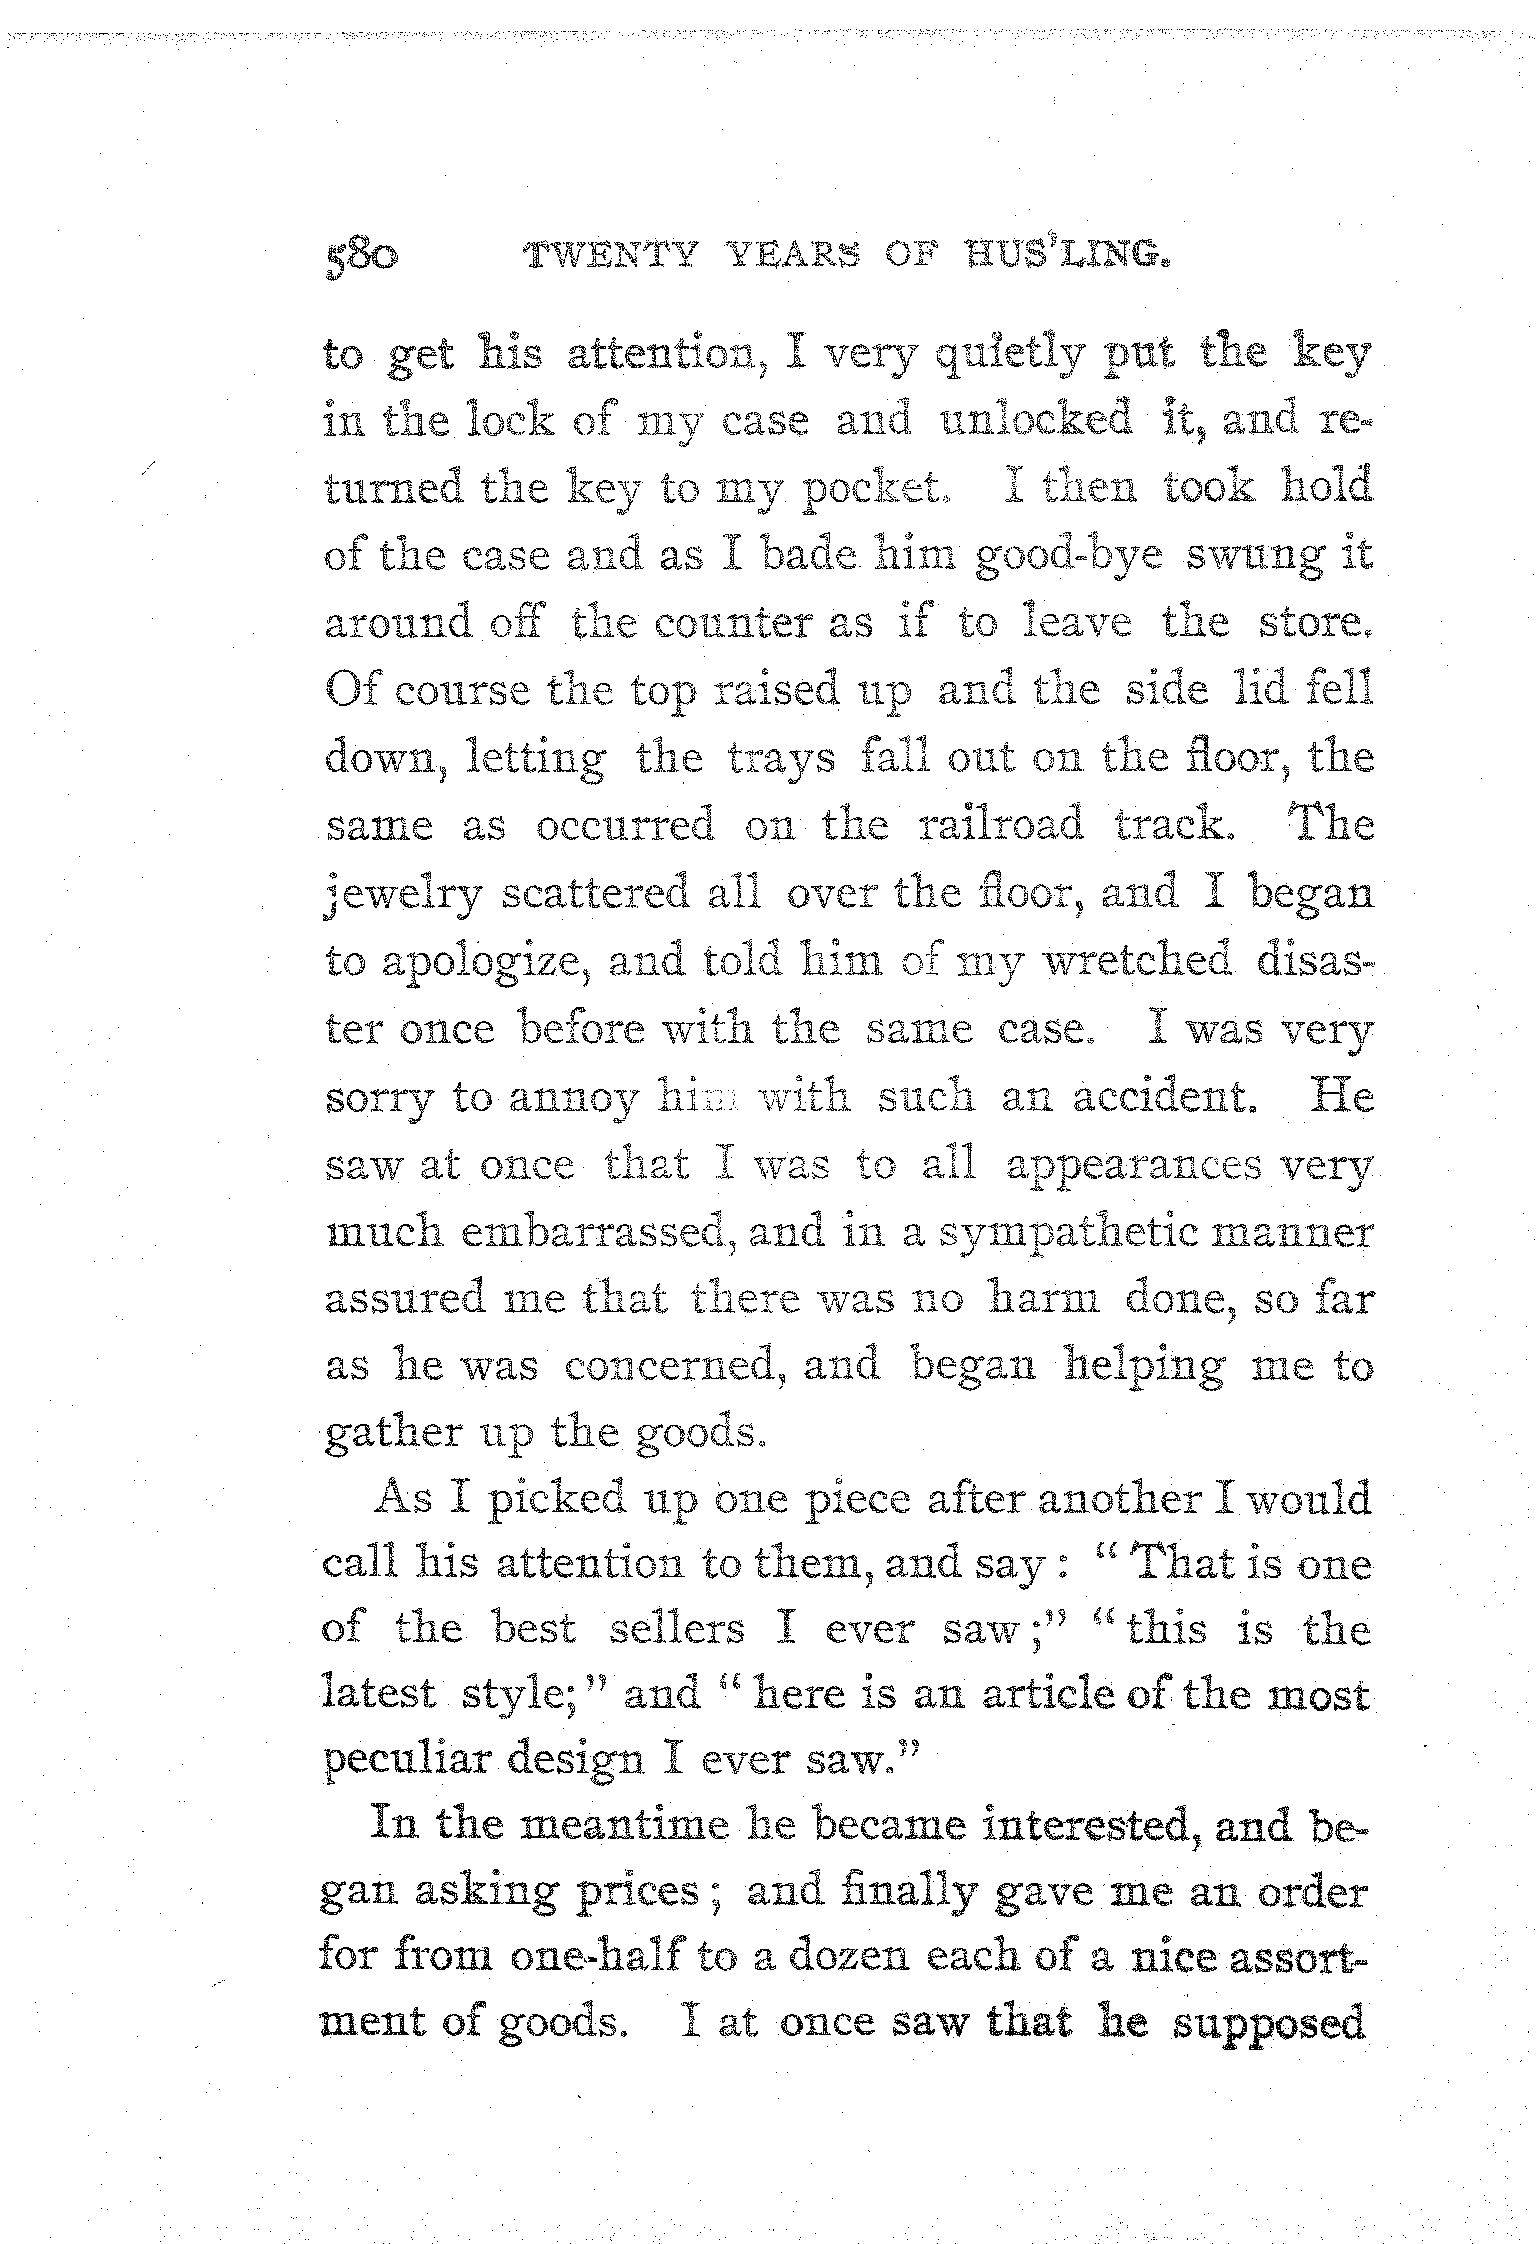 580 TWENTY YEARS OF HUS'LING.
to get his attention, I very quietly put the key
in the lock of my case and unlocked it, and re-
turned the key to my pocket. I then took hold
of the case and as I bade him good-bye swung it
around off the counter as if to leave the store.
Of course the top raised up and the side lid fell
down, letting the trays fall out on the floor, the
same as occurred on the railroad track. The
jewelry scattered all over the floor, and I began
to apologize, and told him of my wretched disas-
ter once before with the same case. I was very
sorry to annoy him with such an accident. He
saw at once that I was to all appearances very
much embarrassed, and in a sympathetic manner
assured me that there was no harm done, so far
as he was concerned, and began helping me to
gather up the goods.
As I picked up one piece after another I would
call his attention to them, and say : “ That is one
of the best sellers I ever saw ;” “ this is the
latest style; ” and “ here is an article of the most
peculiar design I ever saw.”
In the meantime he became interested, and be-
gan asking prices ; and finally gave me an order
for from one-half to a dozen each of a nice assort-
ment of goods. I at once saw that he supposed